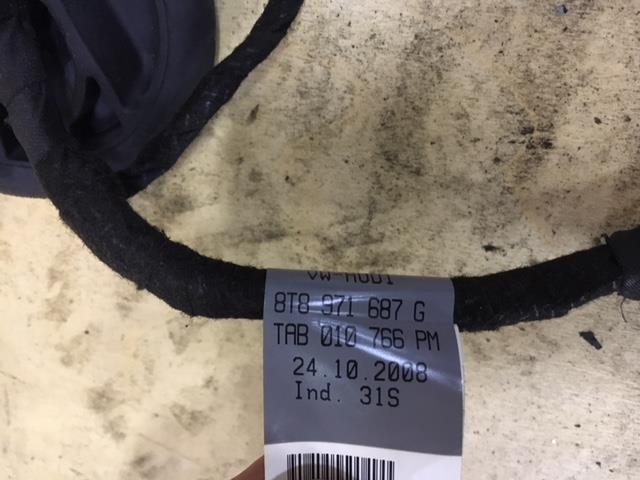 VW-AUDI
8T8 971 687 G
TAB 010 766 PM
24.10.2008
Ind. 31S